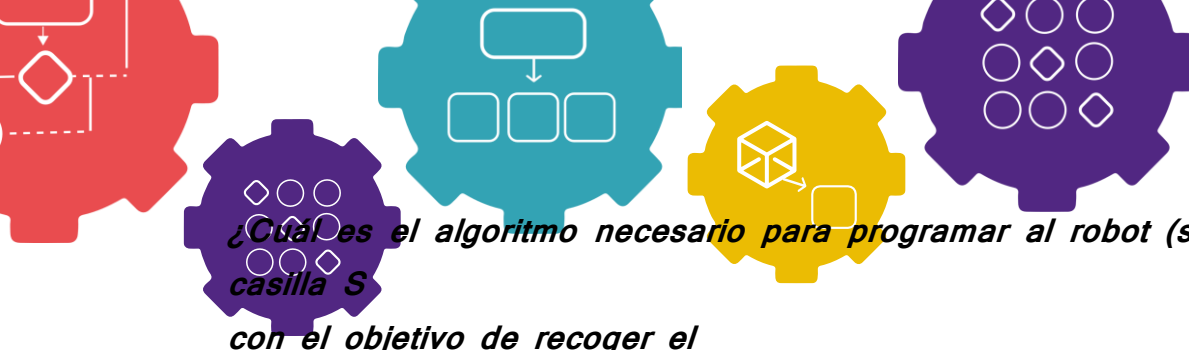 ¿Cuál es el algoritmo necesario para programar al robot (s
casilla S
con el objetivo de recoger el